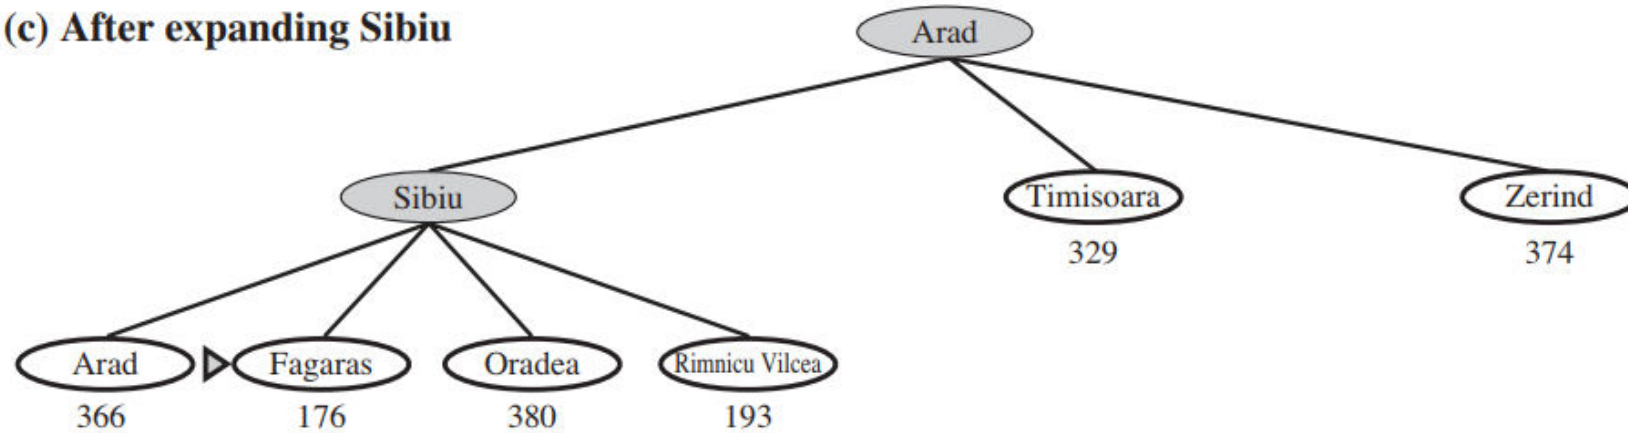 (c) After expanding Sibiu
Arad
Sibiu
Timisoara
Zerind
329
374
Arad
Fagaras
Oradea
Rimnicu Vilcea
366
176
380
193